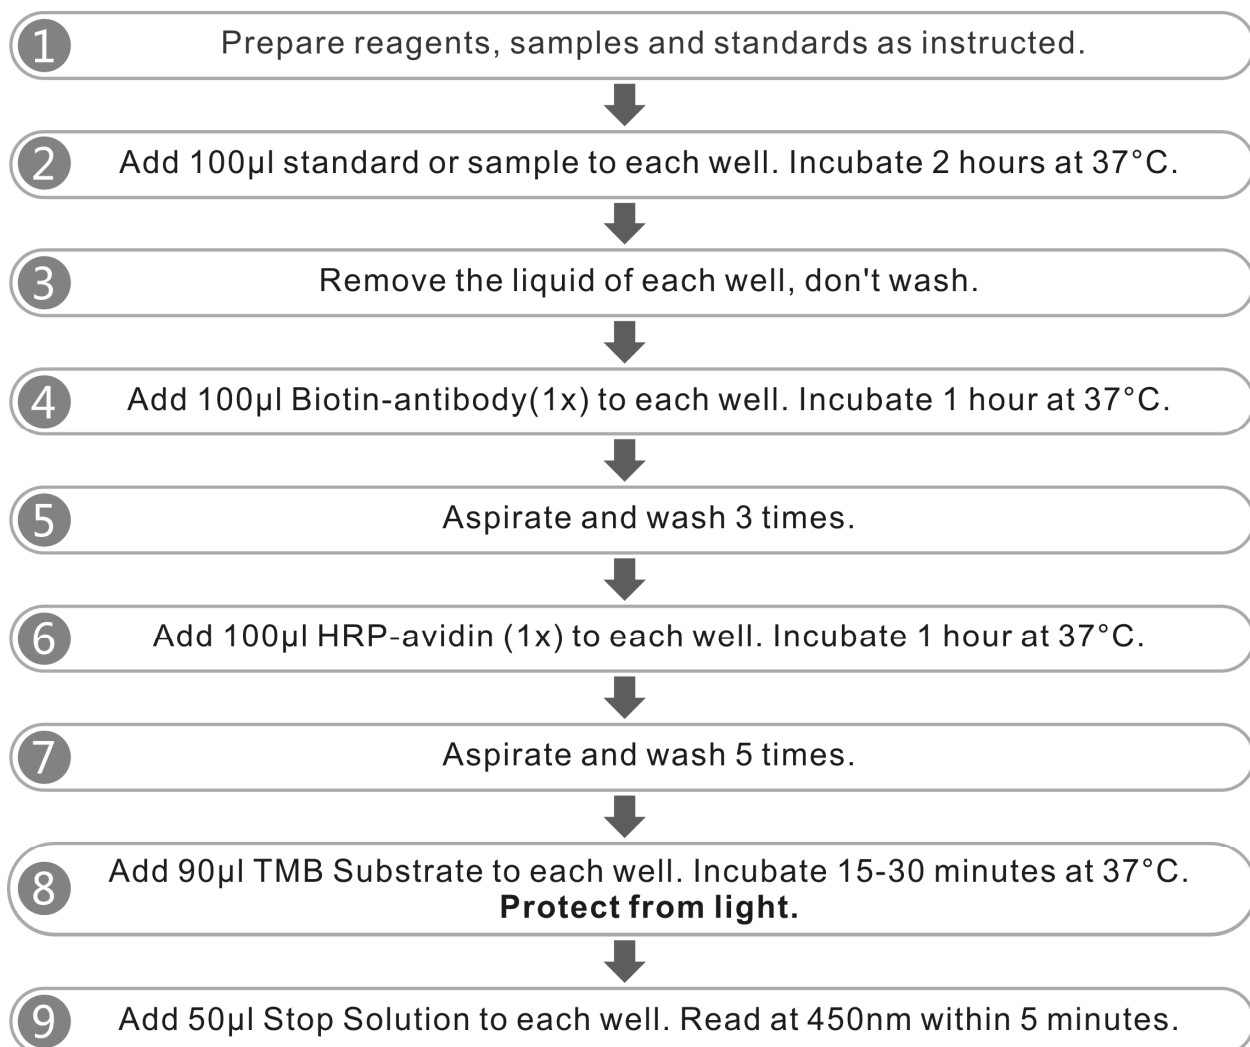 1 Prepare reagents, samples and standards as instructed.
2 Add 100μl standard or sample to each well. Incubate 2 hours at 37°C.
3 Remove the liquid of each well, don't wash.
4 Add 100μl Biotin-antibody(1x) to each well. Incubate 1 hour at 37°C.
5 Aspirate and wash 3 times.
6 Add 100μl HRP-avidin (1x) to each well. Incubate 1 hour at 37°C.
7 Aspirate and wash 5 times.
8 Add 90μl TMB Substrate to each well. Incubate 15-30 minutes at 37°C.
Protect from light.
9 Add 50μl Stop Solution to each well. Read at 450nm within 5 minutes.